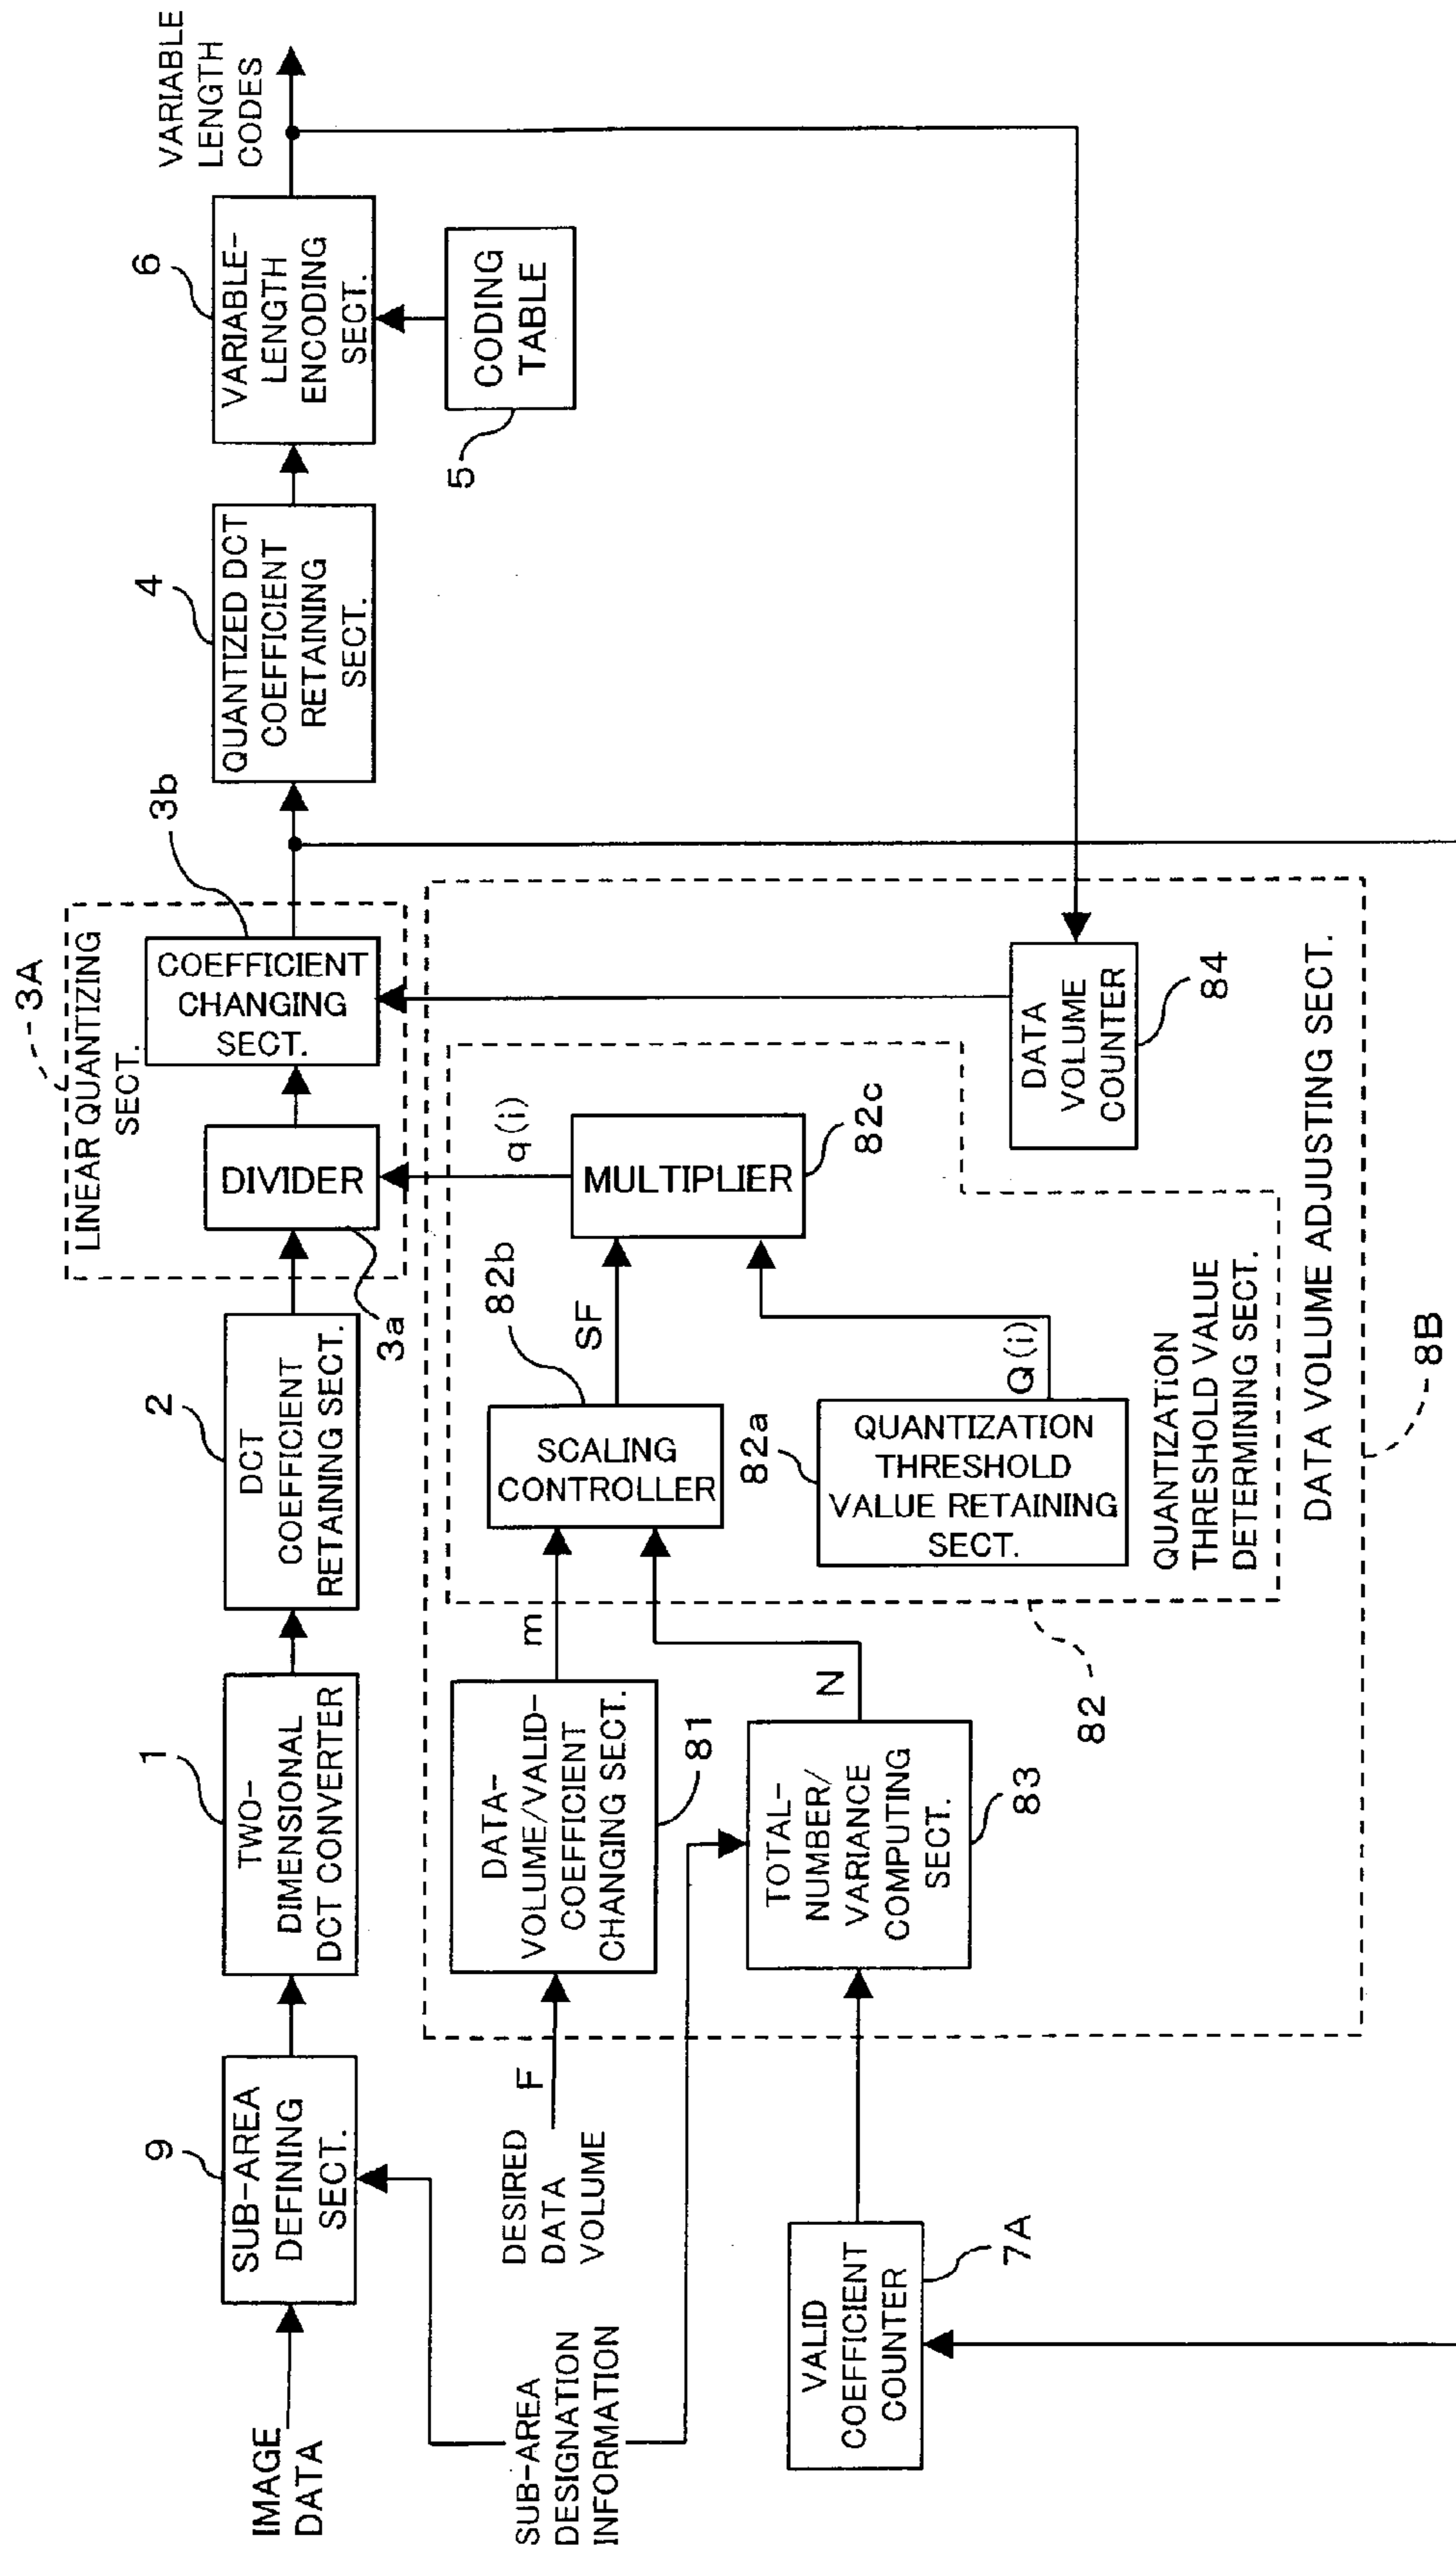 IMAGE
DATA
9
SUB-AREA
DEFINING
SECT.
1
TWO-
DIMENSIONAL
DCT CONVERTER
2
DCT
COEFFICIENT
RETAINING SECT.
3A
LINEAR QUANTIZING
SECT.
DIVIDER
3a
COEFFICIENT
CHANGING
SECT.
3b
4
QUANTIZED DCT
COEFFICIENT
RETAINING
SECT.
6
VARIABLE-
LENGTH
ENCODING
SECT.
VARIABLE
LENGTH
CODES
CODING
TABLE
5
SUB-AREA
DESIGNATION
INFORMATION
DESIRED
DATA
VOLUME
F
DATA-
VOLUME/VALID-
COEFFICIENT
CHANGING SECT.
81
m
SCALING
CONTROLLER
82b
SF
MULTIPLIER
82c
q(i)
VALID
COEFFICIENT
COUNTER
7A
TOTAL-
NUMBER/
VARIANCE
COMPUTING
SECT.
83
N
82a
QUANTIZATION
THRESHOLD
VALUE RETAINING
SECT.
Q(i)
QUANTIZATION
THRESHOLD VALUE
DETERMINING SECT.
82
DATA
VOLUME
COUNTER
84
DATA VOLUME ADJUSTING SECT.
8B